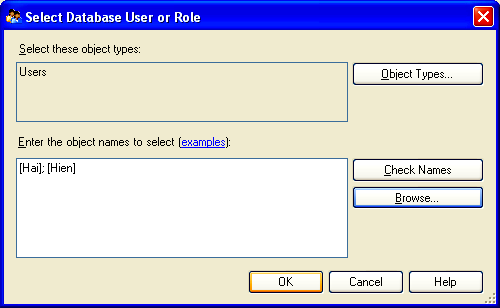 Select Database User or Role
Select these object types:
Users
Object Types...
Enter the object names to select (examples):
[Hai]; [Hien]
Check Names
Browse...
OK
Cancel
Help